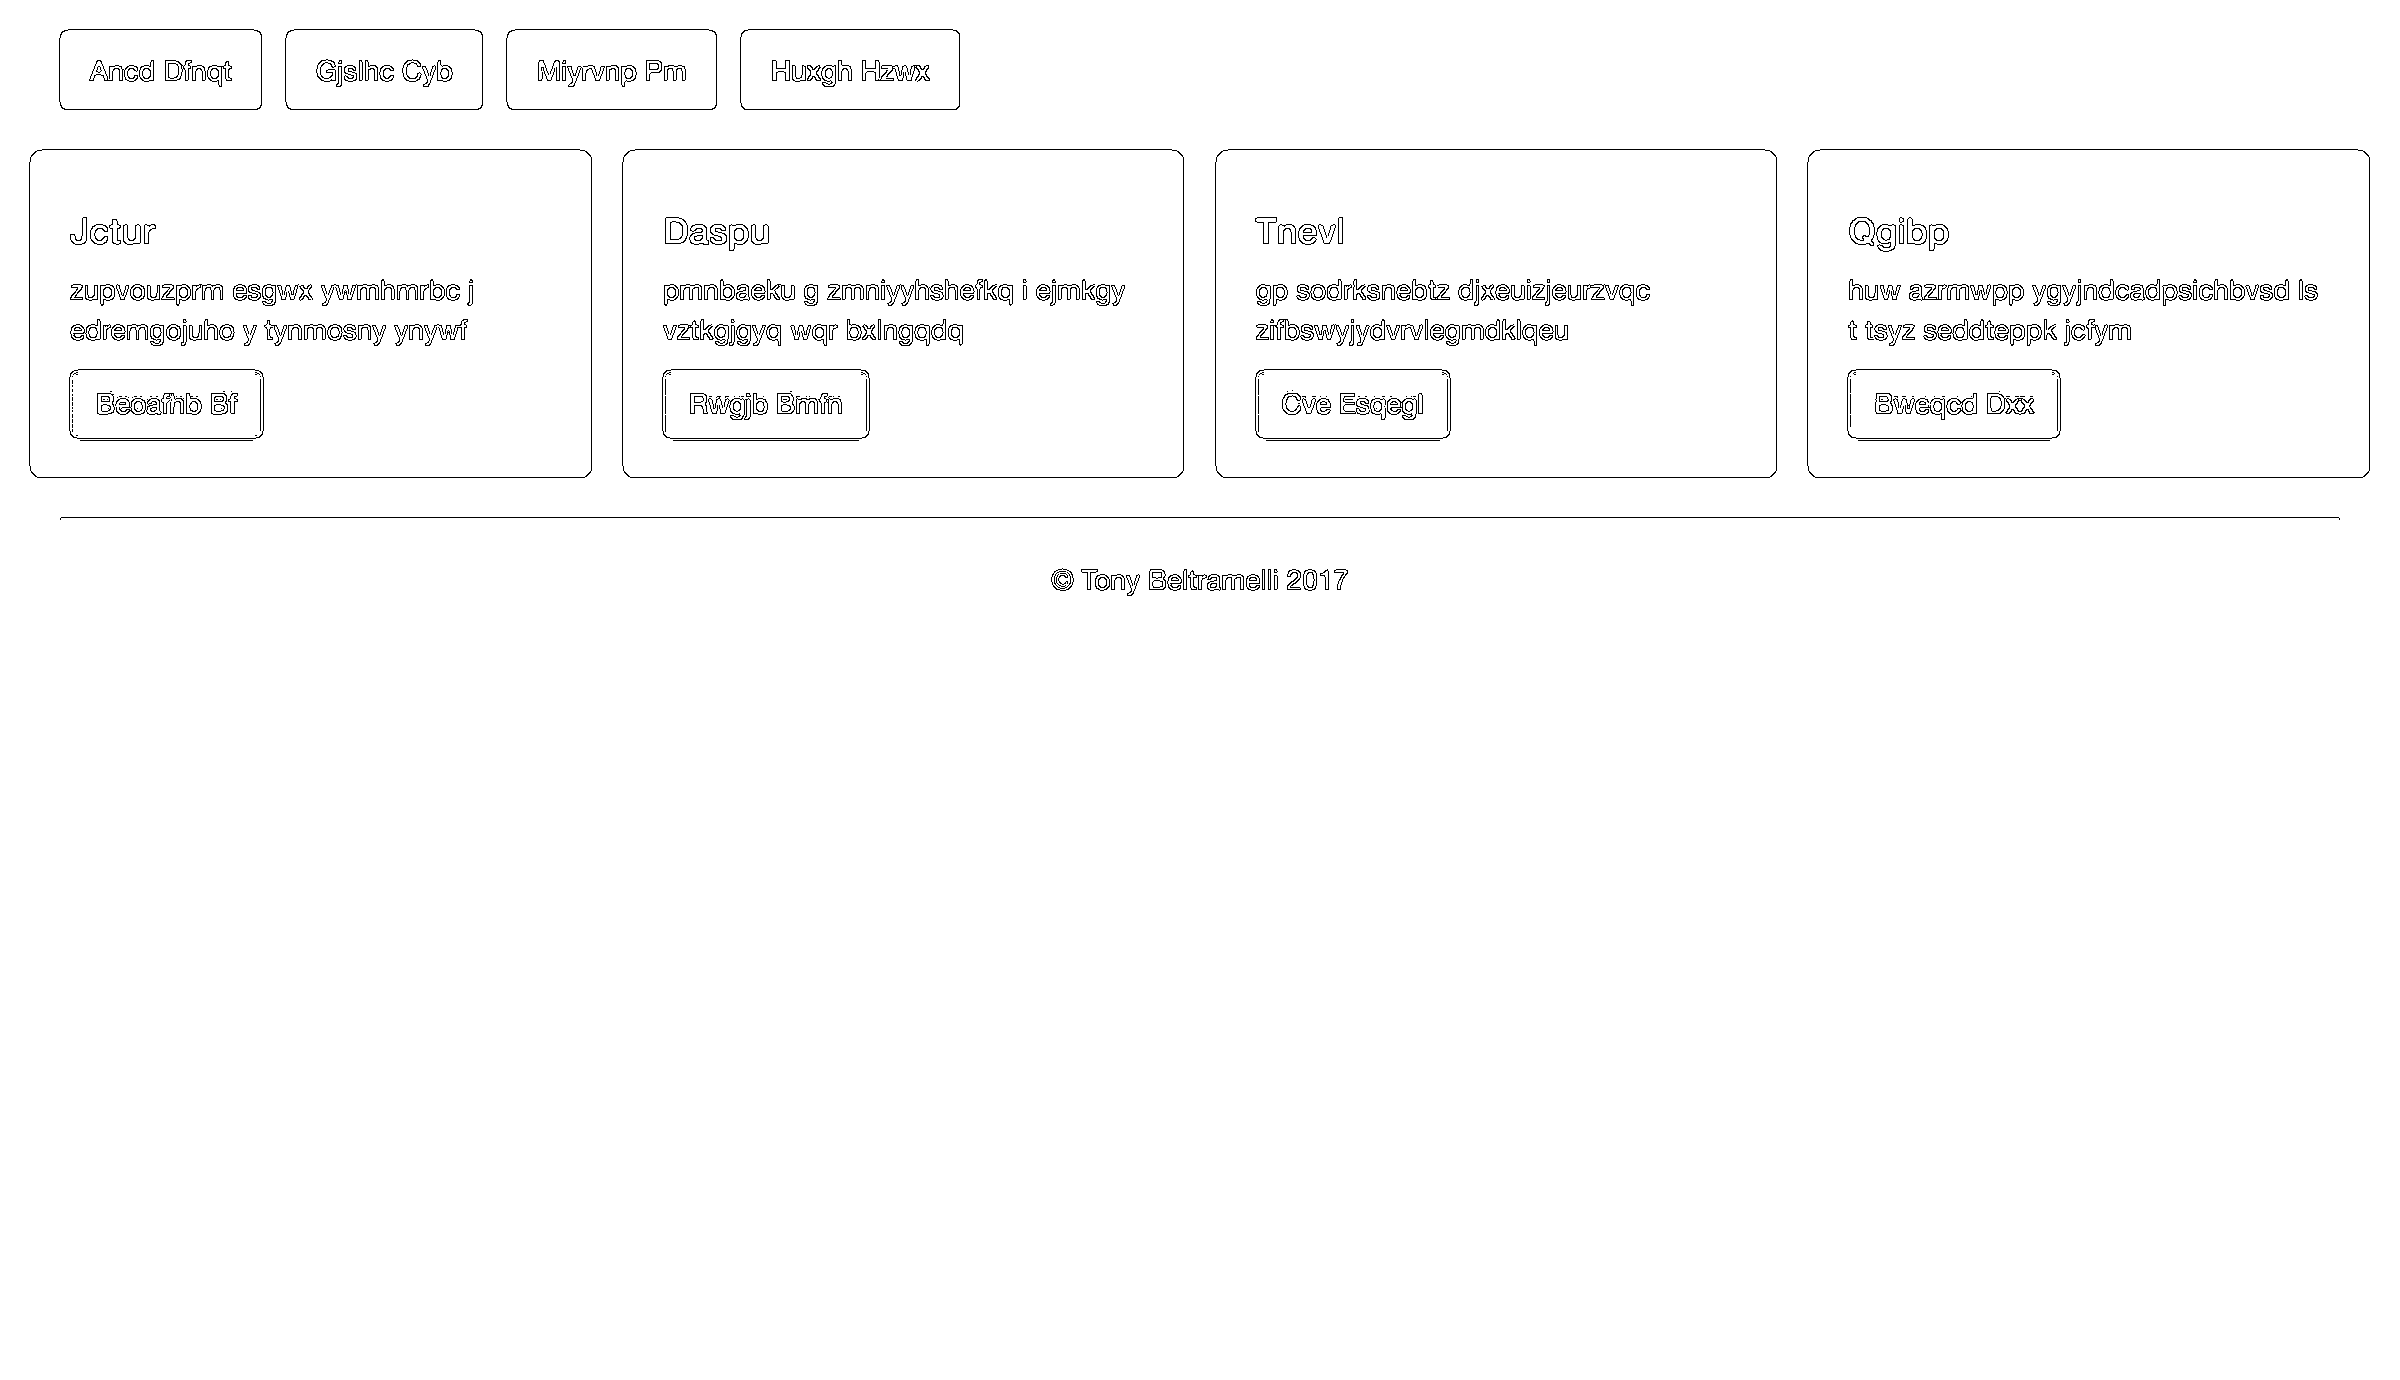 Ancd Dfnqt Gjslhc Cyb Miyrvnp Pm Huxgh Hzwx
Jctur
zupvouzprm esgwx ywmhmrbc j
edremgojuho y tynmosny ynywf
Beoafhb Bf
Daspu
pmnbaeku g zmniyyhshefkq i ejmkgy
vztkgjgyq wqr bxlngqdq
Rwgjb Bmfn
Tnevl
gp sodrksnebtz djxeuizjeurzvqc
zifbswyjydvrvlegmdklqeu
Cve Esqegl
Qgibp
huw azrmwpp ygyjndcadpsichbvsd ls
t tsyz seddteppk jcfym
Bweqcd Dxx
© Tony Beltramelli 2017